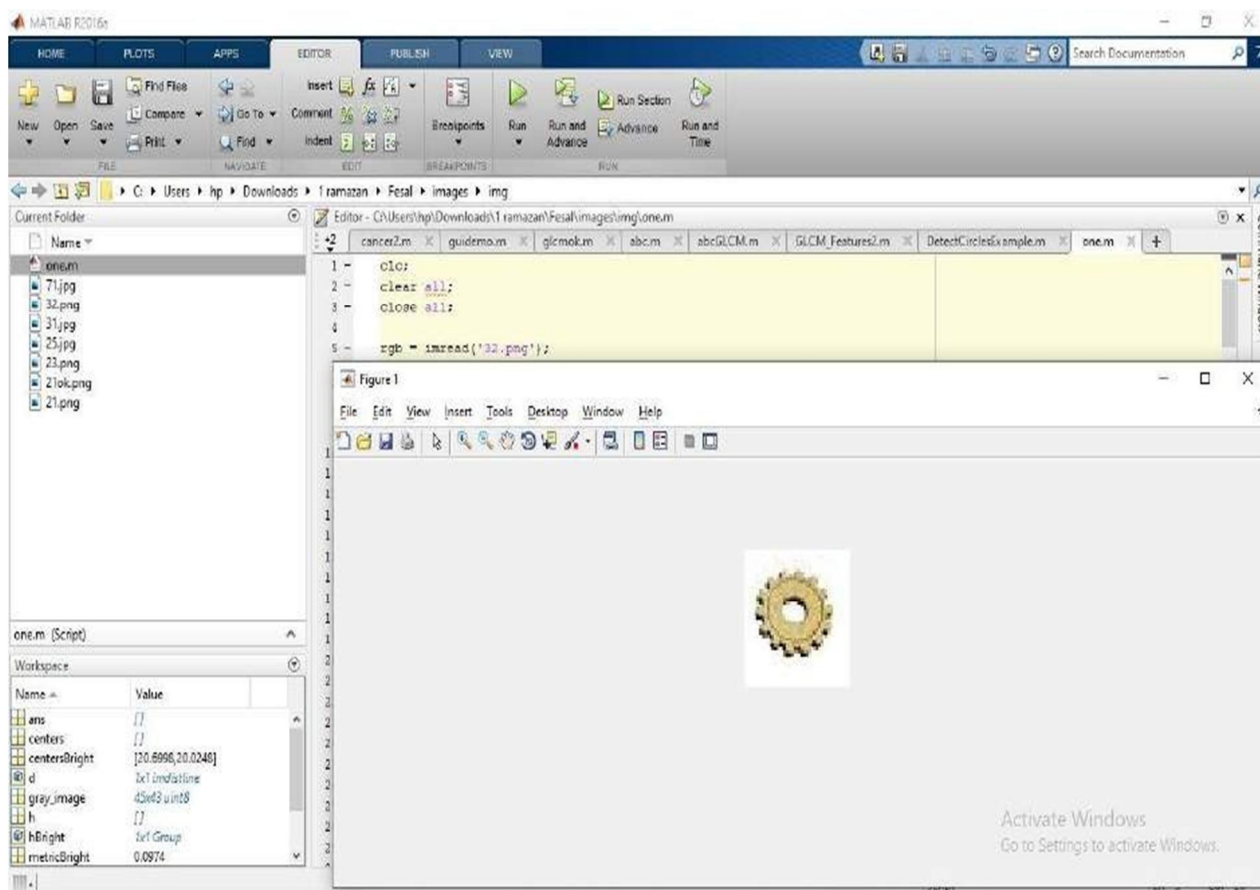 MATLAB R2016a
HOME PLOTS APPS EDITOR PUBLISH VIEW Search Documentation
Find Files Insert fx
New Open Save Compare Go To Comment Breakpoints Run Run and Advance Run Section Advance Run and Time
Print Find Indent
FILE NAVIGATE EDIT BREAKPOINTS RUN
C: Users hp Downloads 1 ramazan Fesal images img
Current Folder
Name
one.m
71.jpg
32.png
31.jpg
25.jpg
23.png
21ok.png
21.png
Editor - C:\Users\hp\Downloads\1 ramazan\Fesal\images\img\one.m
+2 cancer2.m guidemo.m glcmok.m abc.m abcGLCM.m GLCM_Features2.m DetectCirclesExample.m one.m +
1 - clc;
2 - clear all;
3 - close all;
4
5 - rgb = imread('32.png');
Figure 1
File Edit View Insert Tools Desktop Window Help
one.m (Script)
Workspace
Name Value
ans []
centers []
centersBright [20.6998,20.0248]
d 1x1 imdistline
gray_image 45x43 uint8
h []
hBright 1x1 Group
metricBright 0.0974
Activate Windows
Go to Settings to activate Windows.